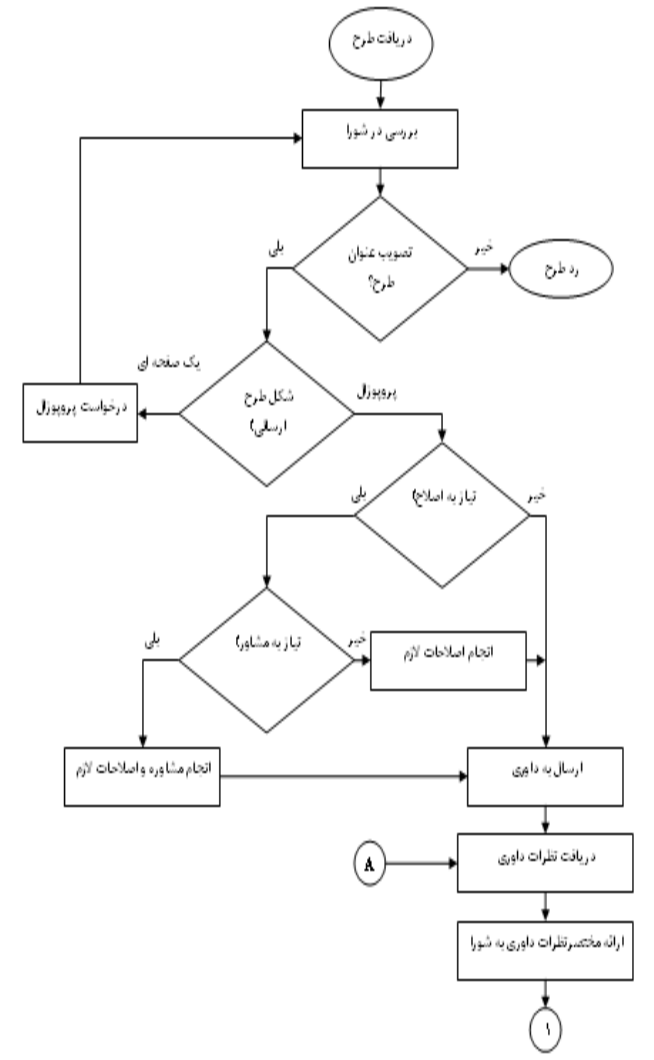 دریافت طرح
بررسی در شورا
تصویب عنوان
طرح؟
خیر
رد طرح
بلی
شکل طرح
ارسالی؟
یک صفحه ای
درخواست پروپوزال
پروپوزال
نیاز به اصلاح؟
خیر
بلی
نیاز به مشاور؟
خیر
انجام اصلاحات لازم
بلی
انجام مشاوره و اصلاحات لازم
ارسال به داوری
دریافت نظرات داوری
A
ارائه مختصر نظرات داوری به شورا
۱